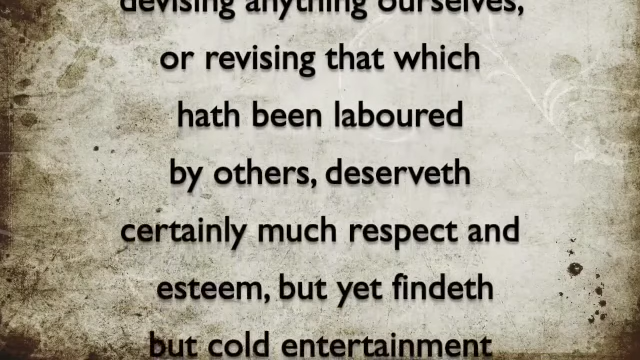 devising anything ourselves,
or revising that which
hath been laboured
by others, deserveth
certainly much respect and
esteem, but yet findeth
but cold entertainment